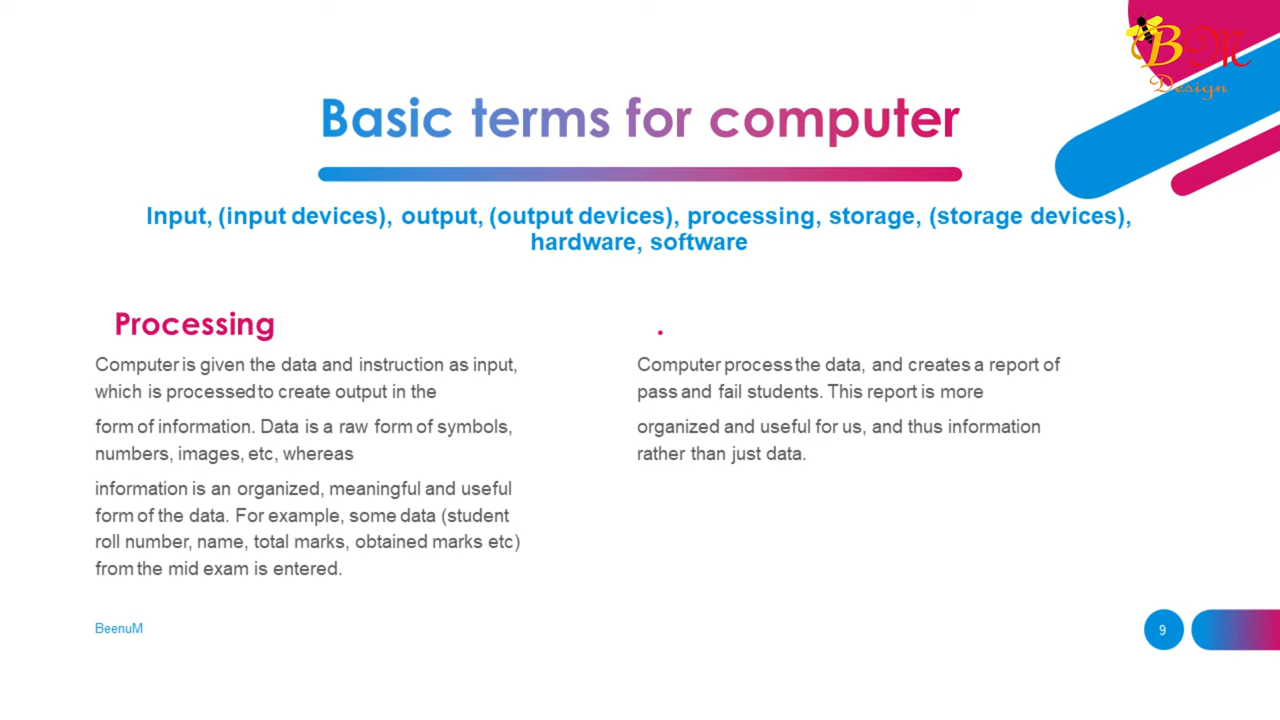 B M
Design
Basic terms for computer
Input, (input devices), output, (output devices), processing, storage, (storage devices),
hardware, software
Processing
Computer is given the data and instruction as input,
which is processed to create output in the
form of information. Data is a raw form of symbols,
numbers, images, etc, whereas
information is an organized, meaningful and useful
form of the data. For example, some data (student
roll number, name, total marks, obtained marks etc)
from the mid exam is entered.
.
Computer process the data, and creates a report of
pass and fail students. This report is more
organized and useful for us, and thus information
rather than just data.
BeenuM
9